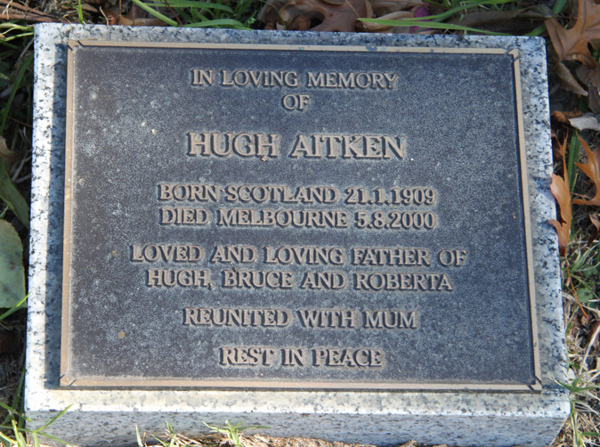 IN LOVING MEMORY
OF
HUGH AITKEN
BORN SCOTLAND 21.1.1909
DIED MELBOURNE 5.8.2000
LOVED AND LOVING FATHER OF
HUGH, BRUCE AND ROBERTA
REUNITED WITH MUM
REST IN PEACE